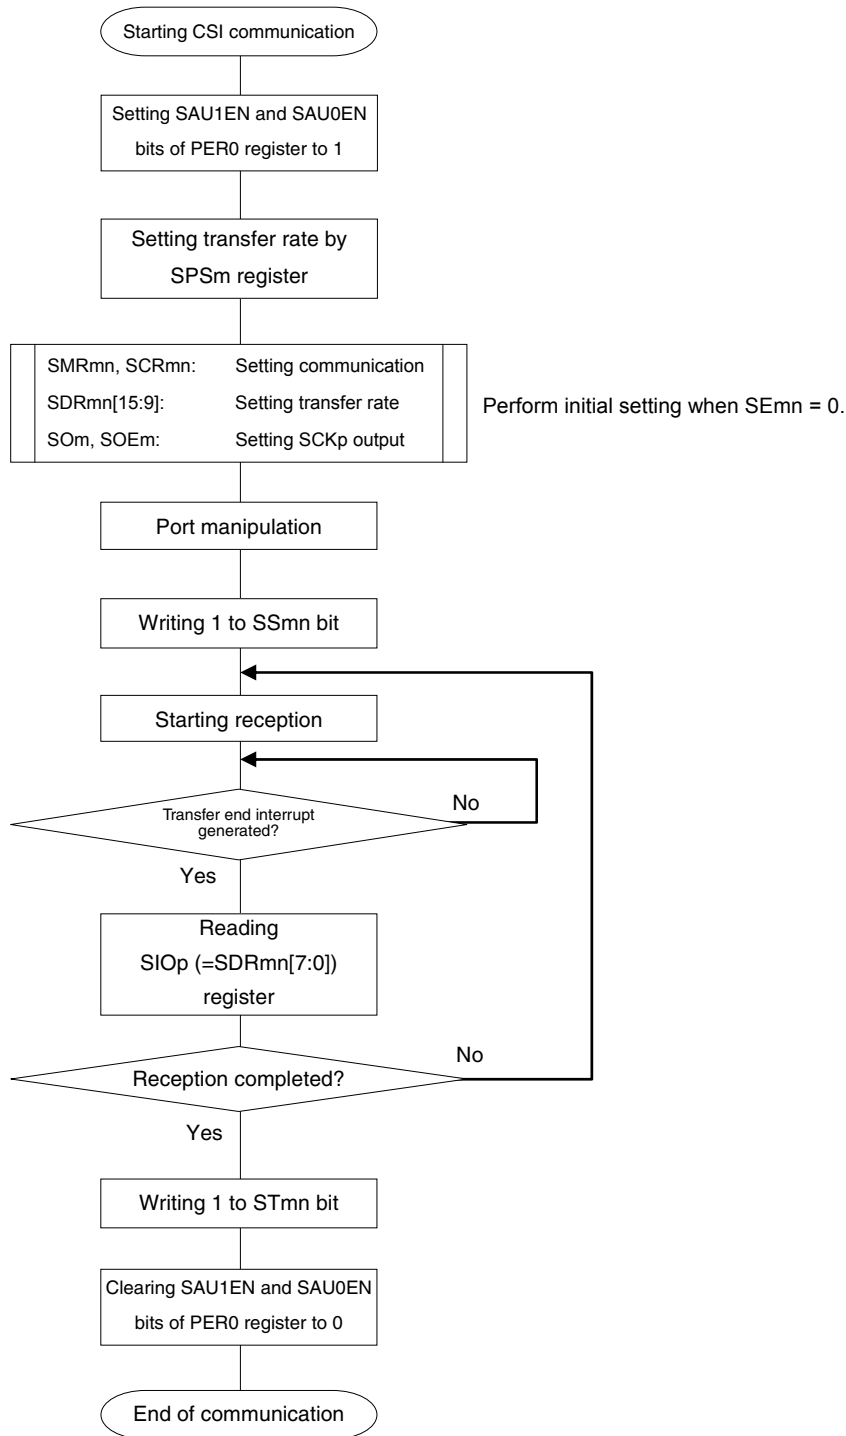 Starting CSI communication
Setting SAU1EN and SAU0EN
bits of PER0 register to 1
Setting transfer rate by
SPSm register
SMRmn, SCRmn: Setting communication
SDRmn[15:9]: Setting transfer rate
SOm, SOEm: Setting SCKp output
Perform initial setting when SEmn = 0.
Port manipulation
Writing 1 to SSmn bit
Starting reception
Transfer end interrupt
generated?
No
Yes
Reading
SIOp (=SDRmn[7:0])
register
Reception completed?
No
Yes
Writing 1 to STmn bit
Clearing SAU1EN and SAU0EN
bits of PER0 register to 0
End of communication